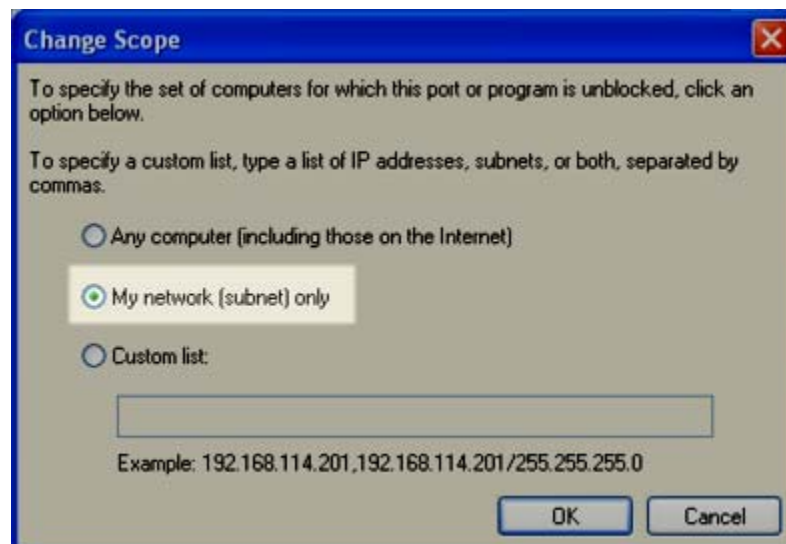 Change Scope
To specify the set of computers for which this port or program is unblocked, click an
option below.
To specify a custom list, type a list of IP addresses, subnets, or both, separated by
commas.
Any computer (including those on the Internet)
My network (subnet) only
Custom list:
Example: 192.168.114.201,192.168.114.201/255.255.255.0
OK Cancel